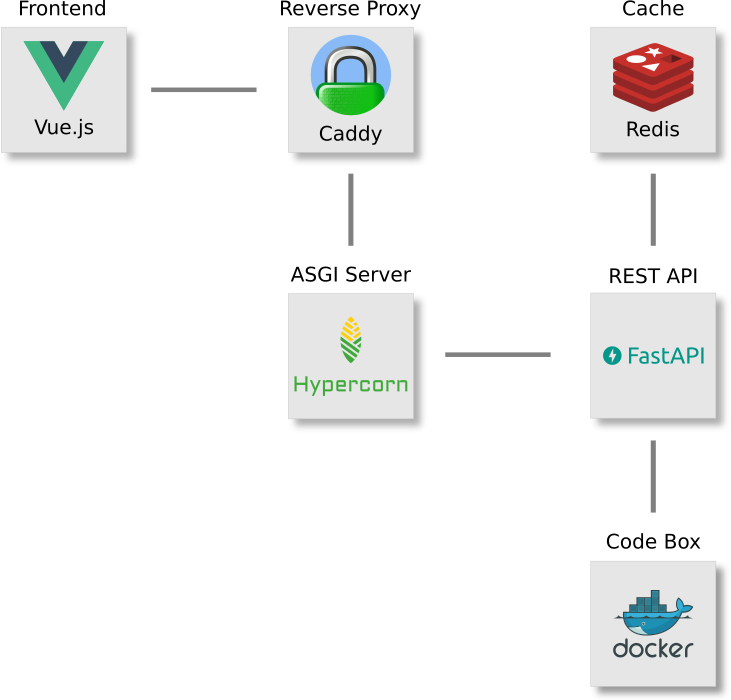 Frontend
Reverse Proxy
Cache
Vue.js
Caddy
Redis
ASGI Server
REST API
Hypercorn
FastAPI
Code Box
docker